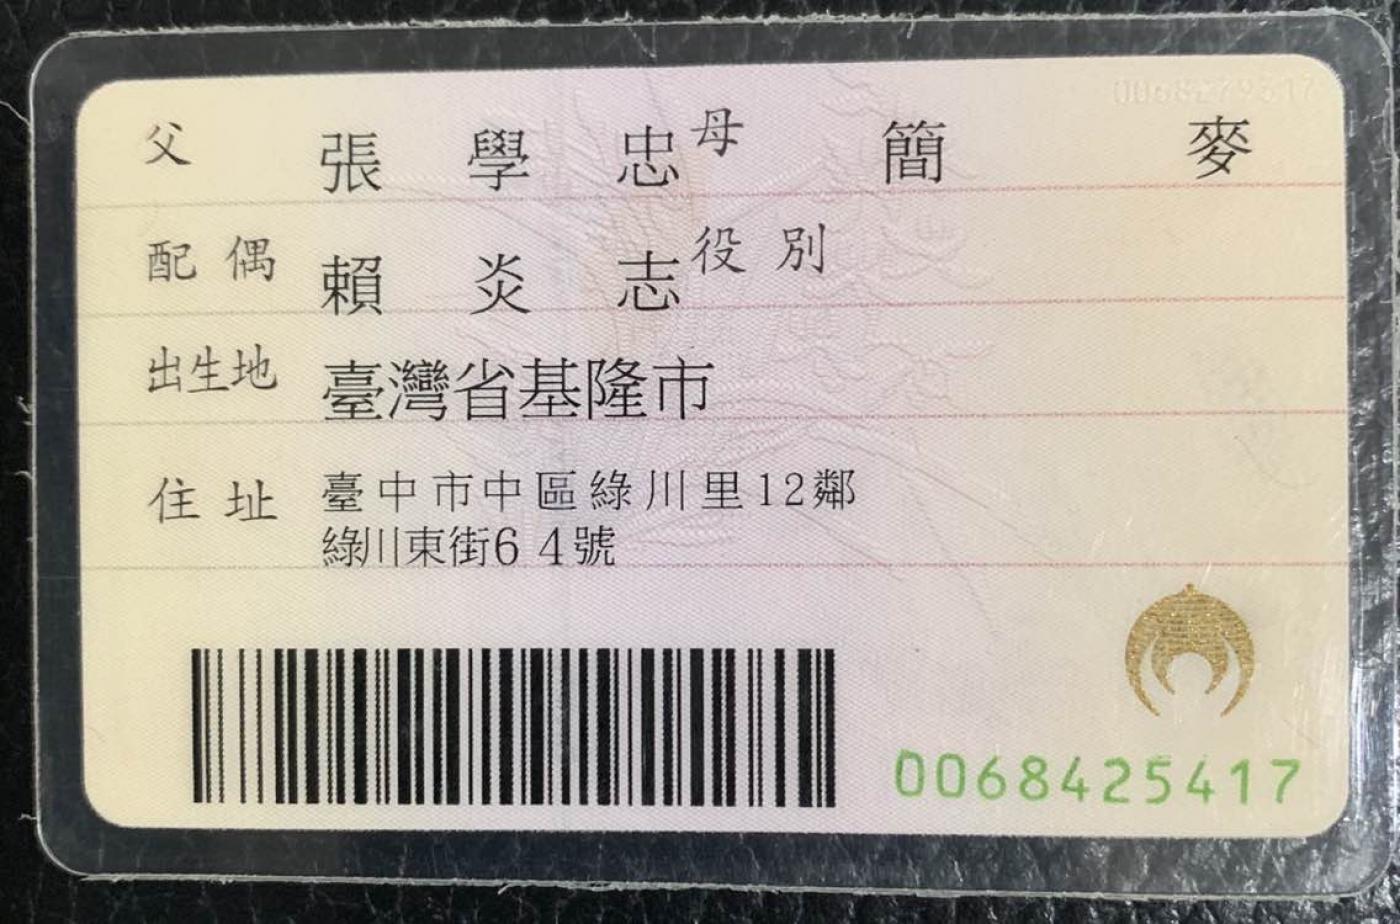 父 張學忠 母 簡麥
配偶 賴炎志 役別
出生地 臺灣省基隆市
住址 臺中市中區綠川里12鄰
綠川東街64號
0068425417